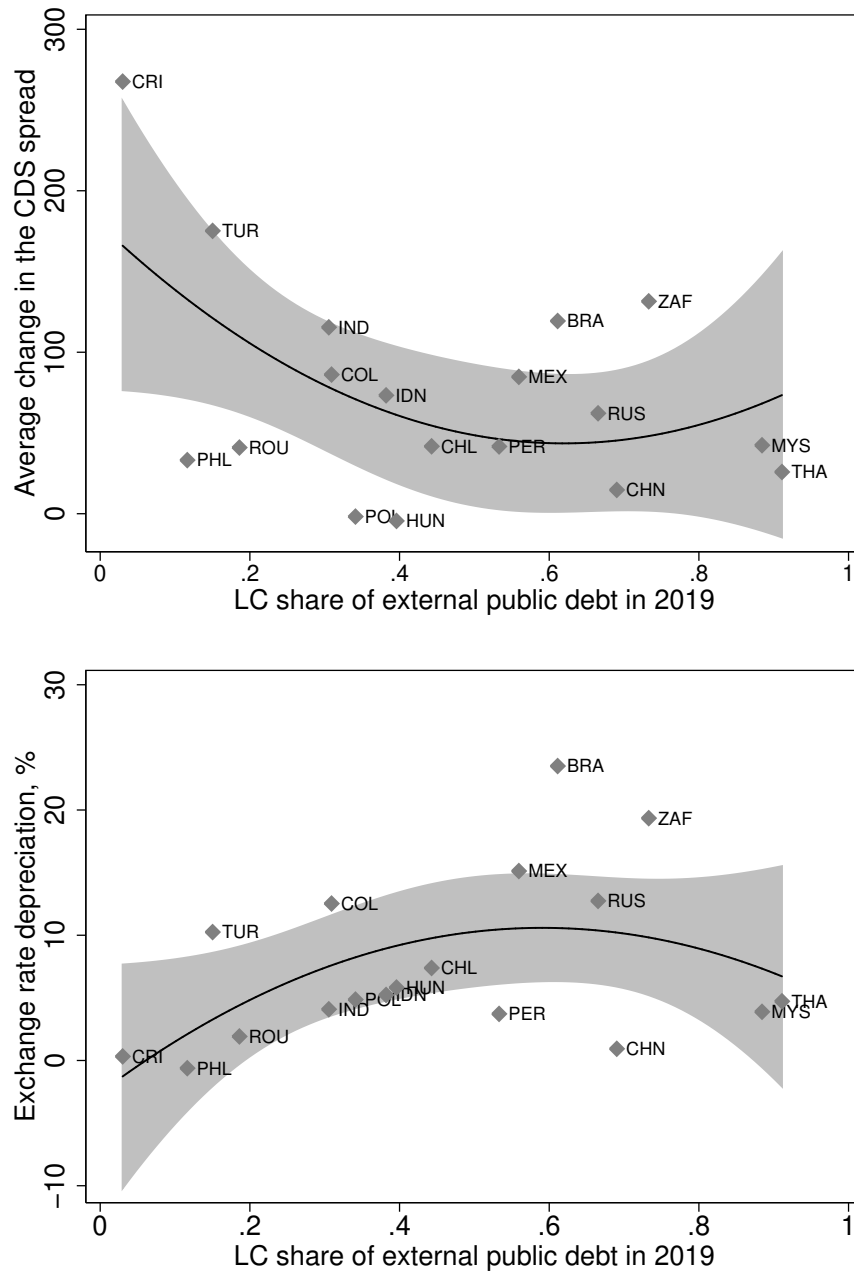 300
200
100
0
Average change in the CDS spread
CRI
TUR
IND
COL
IDN
PHL
ROU
POL
HUN
CHL
PER
MEX
BRA
ZAF
RUS
CHN
MYS
THA
0 .2 .4 .6 .8 1
LC share of external public debt in 2019
30
20
10
0
−10
Exchange rate depreciation, %
BRA
ZAF
MEX
COL
RUS
TUR
CHL
HUN
IDN
POL
IND
PER
THA
MYS
ROU
CHN
CRI
PHL
0 .2 .4 .6 .8 1
LC share of external public debt in 2019